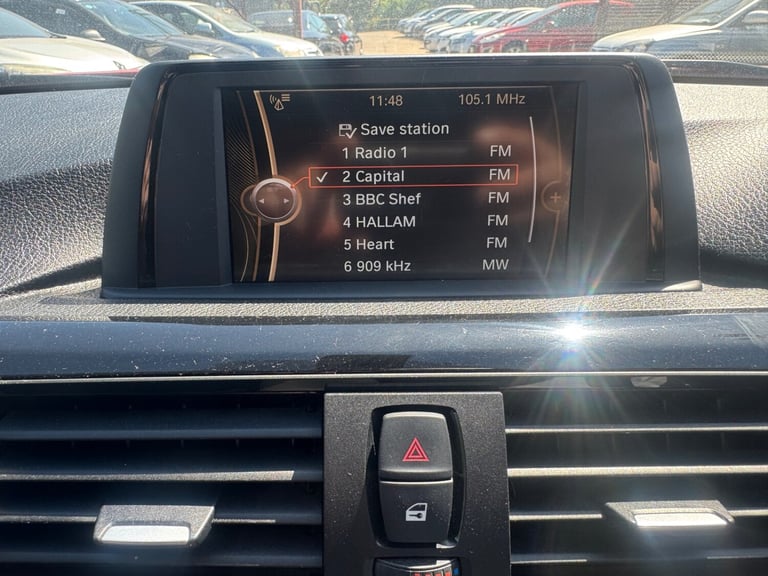 11:48 105.1 MHz
Save station
1 Radio 1 FM
2 Capital FM
3 BBC Shef FM
4 HALLAM FM
5 Heart FM
6 909 kHz MW